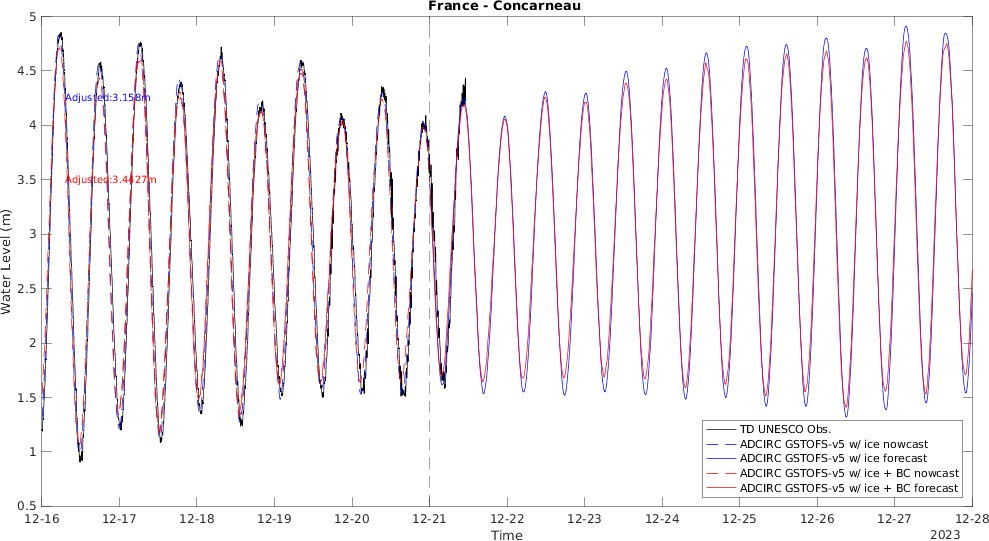 France - Concarneau
5
4.5
4
3.5
3
2.5
2
1.5
1
0.5
Water Level (m)
Adjusted:3.158m
Adjusted:3.4427m
TD UNESCO Obs.
ADCIRC GSTOFS-v5 w/ ice nowcast
ADCIRC GSTOFS-v5 w/ ice forecast
ADCIRC GSTOFS-v5 w/ ice + BC nowcast
ADCIRC GSTOFS-v5 w/ ice + BC forecast
12-16 12-17 12-18 12-19 12-20 12-21 12-22 12-23 12-24 12-25 12-26 12-27 12-28
Time
2023